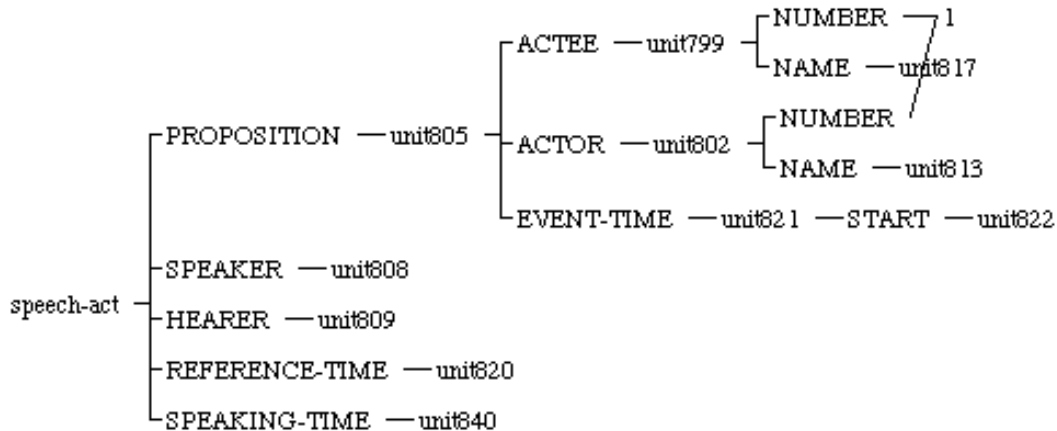 NUMBER 1
ACTEE unit799
NAME unit817
NUMBER
PROPOSITION unit805 ACTOR unit802
NAME unit813
EVENT-TIME unit821 START unit822
SPEAKER unit808
speech-act
HEARER unit809
REFERENCE-TIME unit820
SPEAKING-TIME unit840